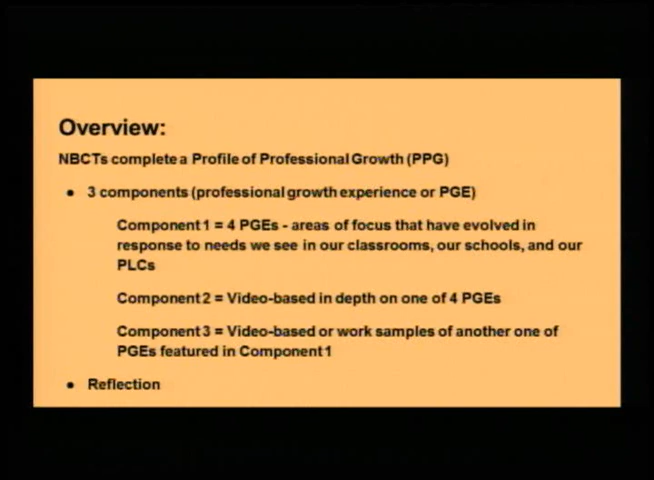 Overview:
NBCTs complete a Profile of Professional Growth (PPG)
• 3 components (professional growth experience or PGE)
Component 1 = 4 PGEs - areas of focus that have evolved in
response to needs we see in our classrooms, our schools, and our
PLCs
Component 2 = Video-based in depth on one of 4 PGEs
Component 3 = Video-based or work samples of another one of
PGEs featured in Component 1
• Reflection